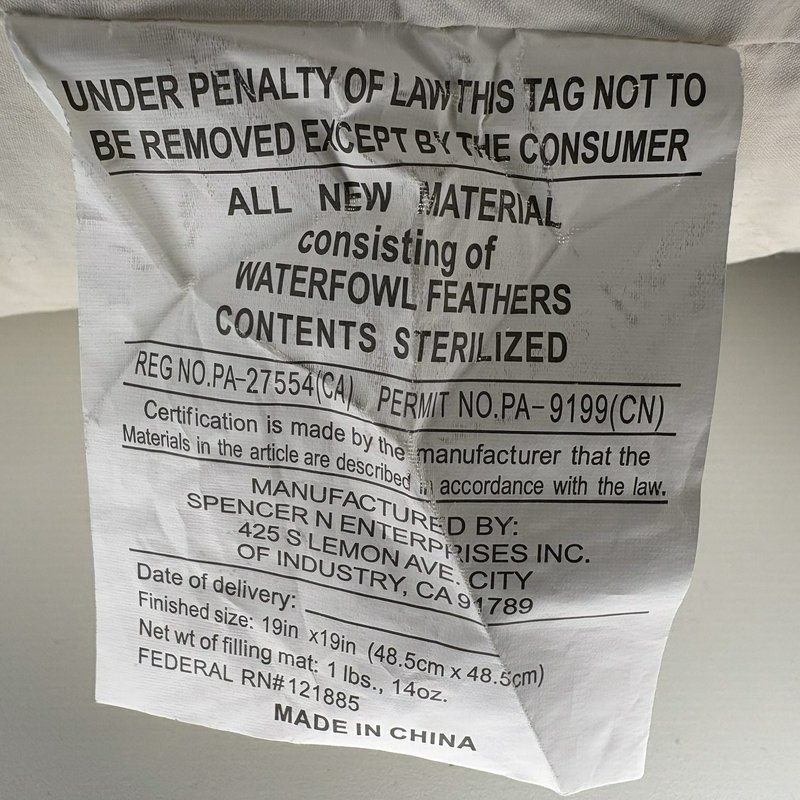 UNDER PENALTY OF LAW THIS TAG NOT TO
BE REMOVED EXCEPT BY THE CONSUMER
ALL NEW MATERIAL
consisting of
WATERFOWL FEATHERS
CONTENTS STERILIZED
REG NO.PA-27554(CA) PERMIT NO.PA-9199(CN)
Certification is made by the manufacturer that the
Materials in the article are described in accordance with the law.
MANUFACTURED BY:
SPENCER N ENTERPRISES INC.
425 S LEMON AVE. CITY
OF INDUSTRY, CA 91789
Date of delivery:
Finished size: 19in x19in (48.5cm x 48.5cm)
Net wt of filling mat: 1 lbs., 14oz.
FEDERAL RN#121885
MADE IN CHINA